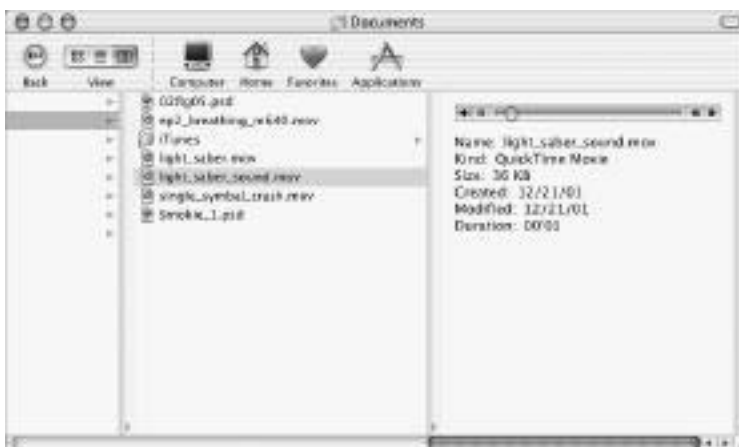 Documents
Back View Computer Home Favorites Applications
02fig05.psd
ep2_breathing_m640.mov
iTunes
light_saber.mov
light_saber_sound.mov
single_symbal_crash.mov
Smokie_1.psd
Name: light_saber_sound.mov
Kind: QuickTime Movie
Size: 36 KB
Created: 12/21/01
Modified: 12/21/01
Duration: 00'01